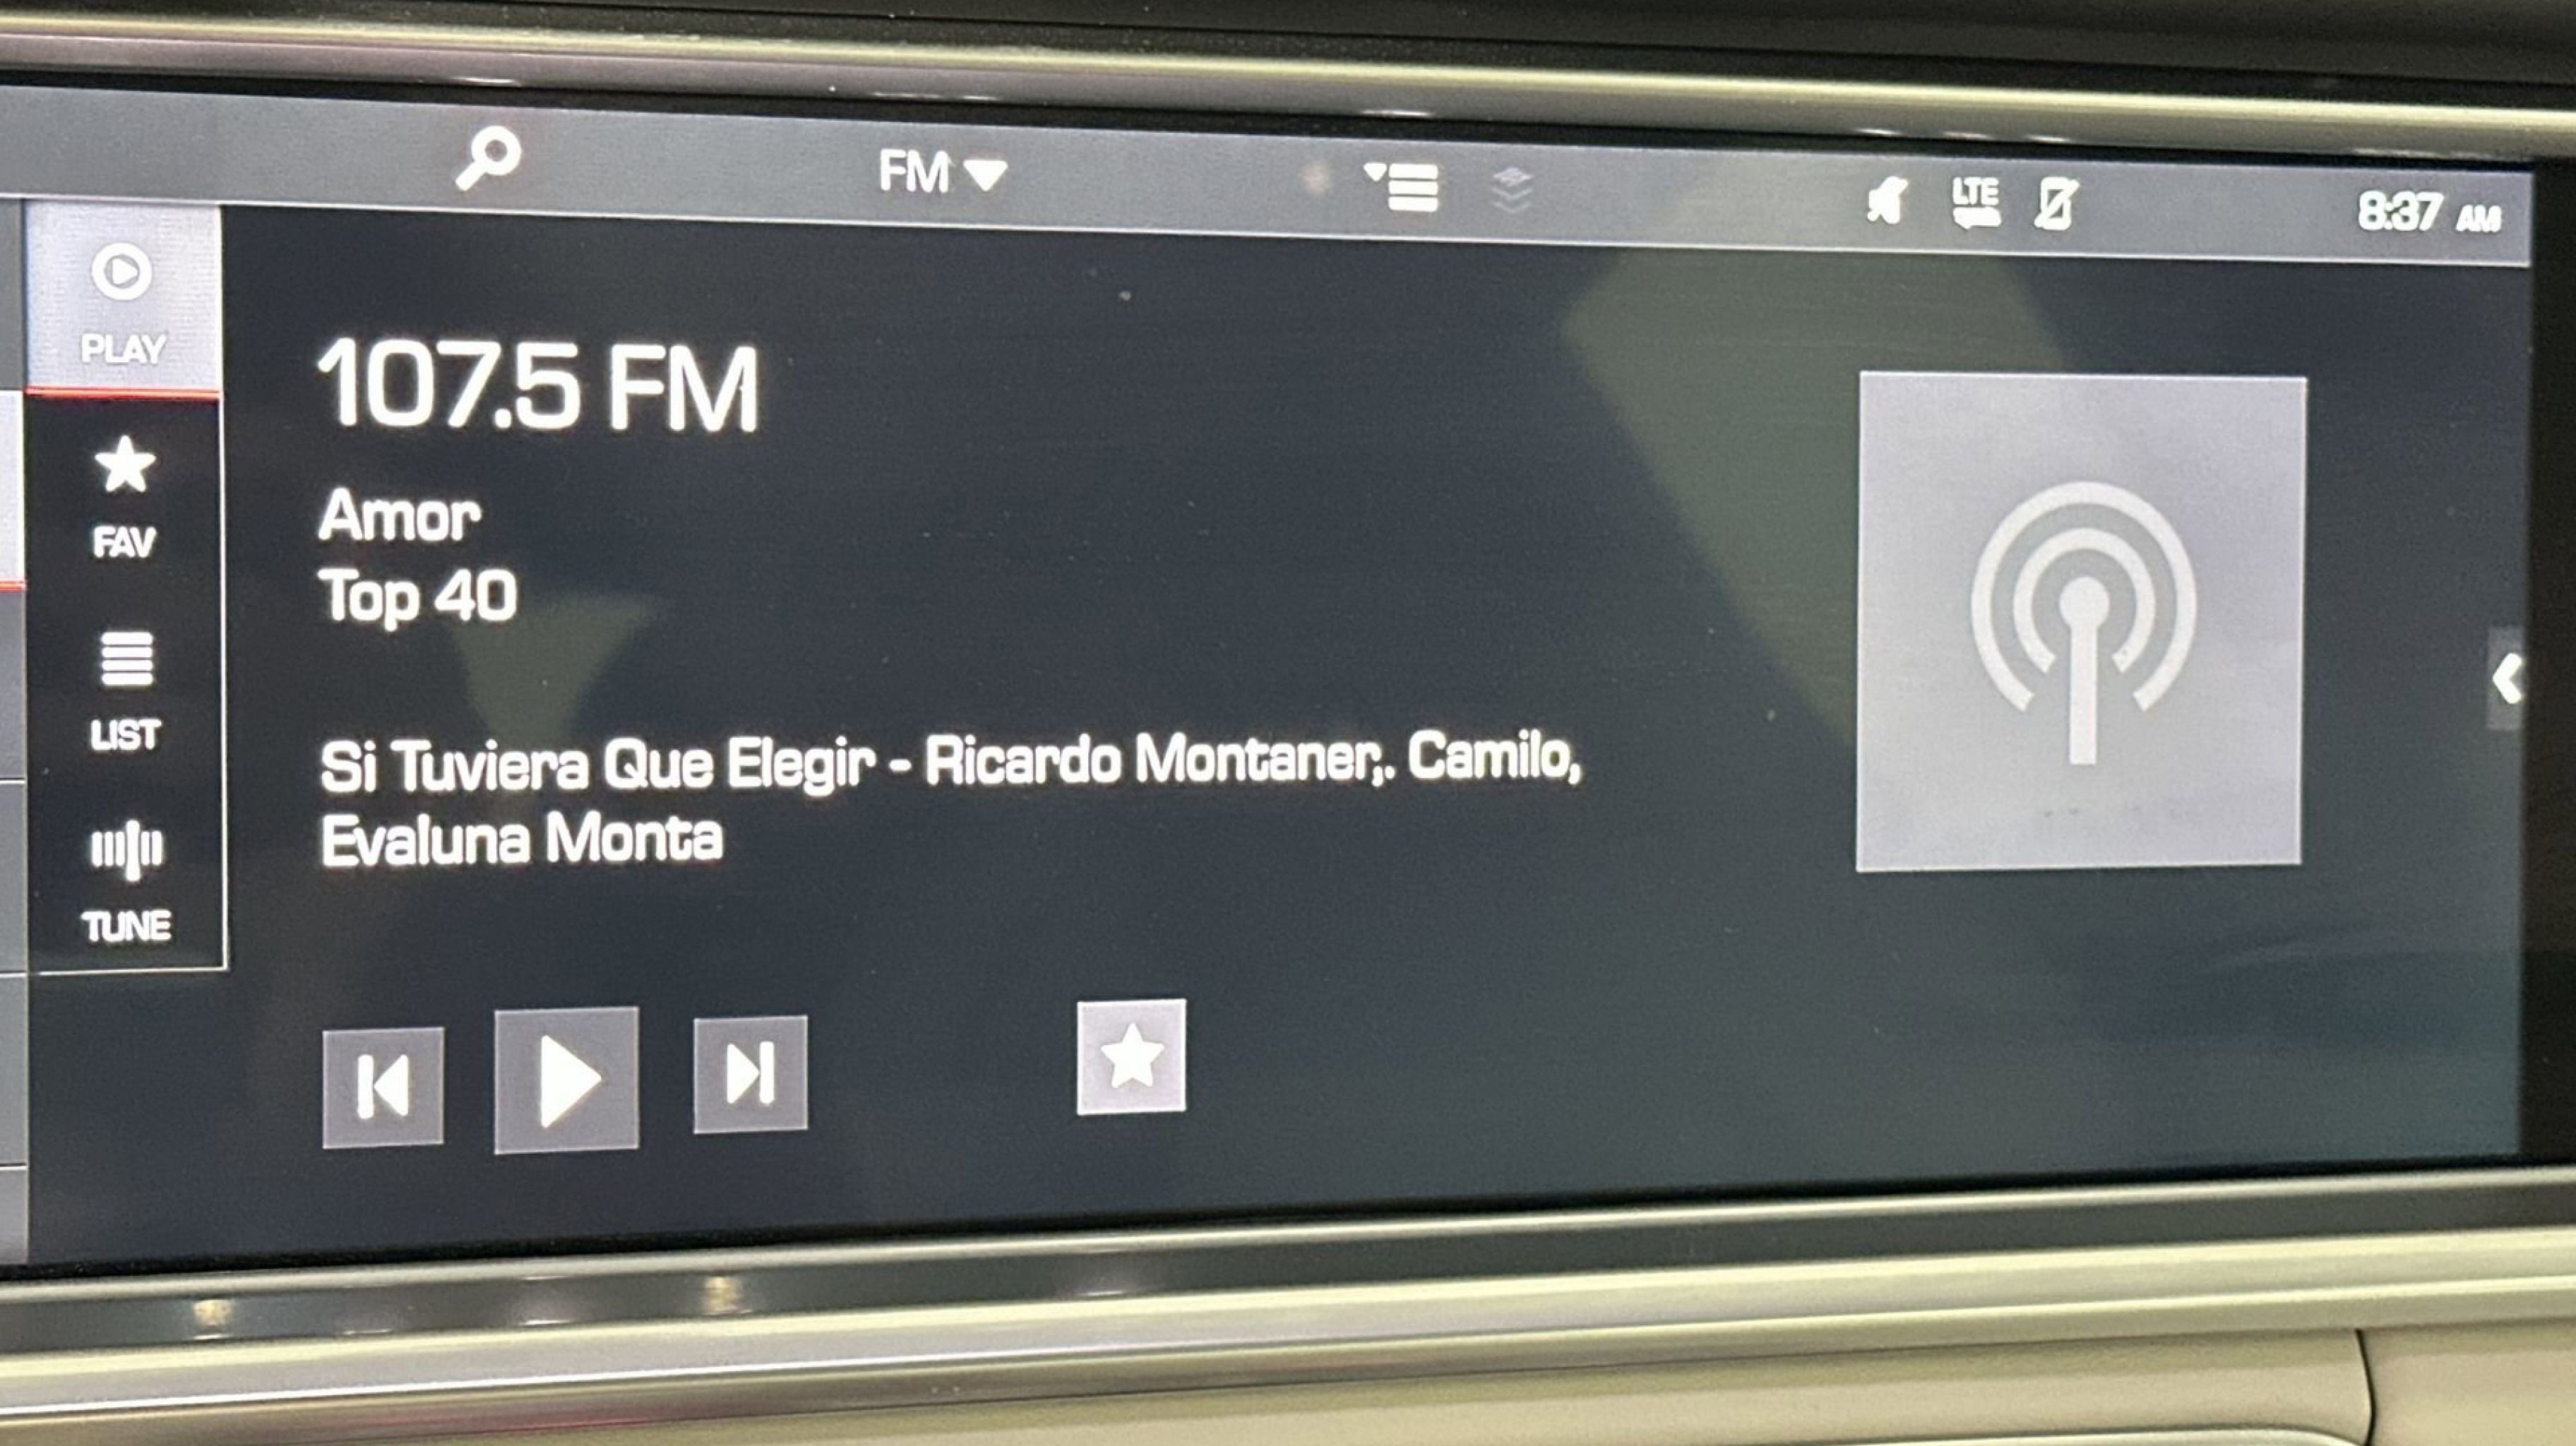 FM
LTE
8:37 AM
PLAY
FAV
LIST
TUNE
107.5 FM
Amor
Top 40
Si Tuviera Que Elegir - Ricardo Montaner,. Camilo,
Evaluna Monta